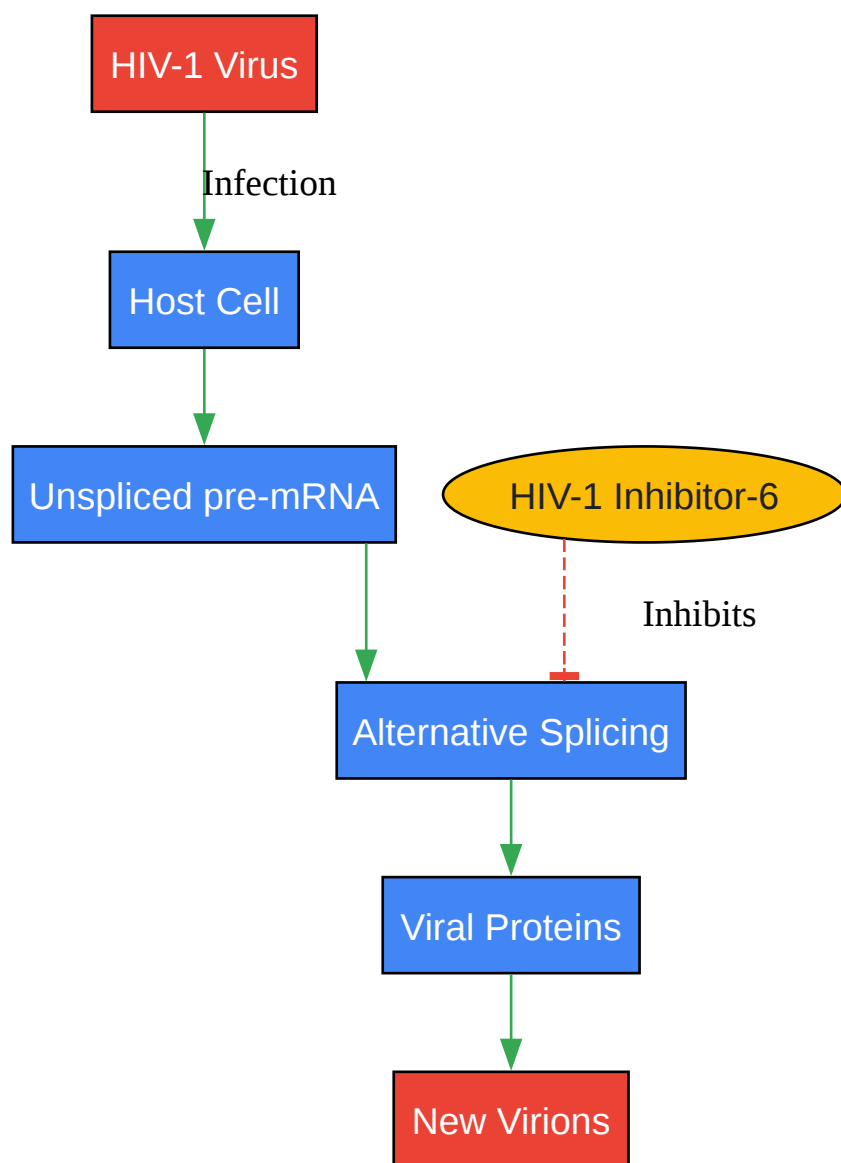 HIV-1 Virus
Infection
Host Cell
Unspliced pre-mRNA
HIV-1 Inhibitor-6
Inhibits
Alternative Splicing
Viral Proteins
New Virions